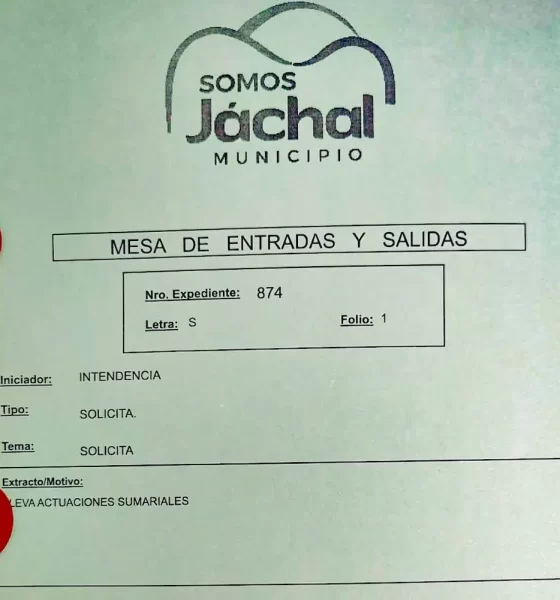 SOMOS
Jáchal
MUNICIPIO
MESA DE ENTRADAS Y SALIDAS
Nro. Expediente: 874
Letra: S Folio: 1
Iniciador: INTENDENCIA
Tipo: SOLICITA.
Tema: SOLICITA
Extracto/Motivo:
LEVA ACTUACIONES SUMARIALES